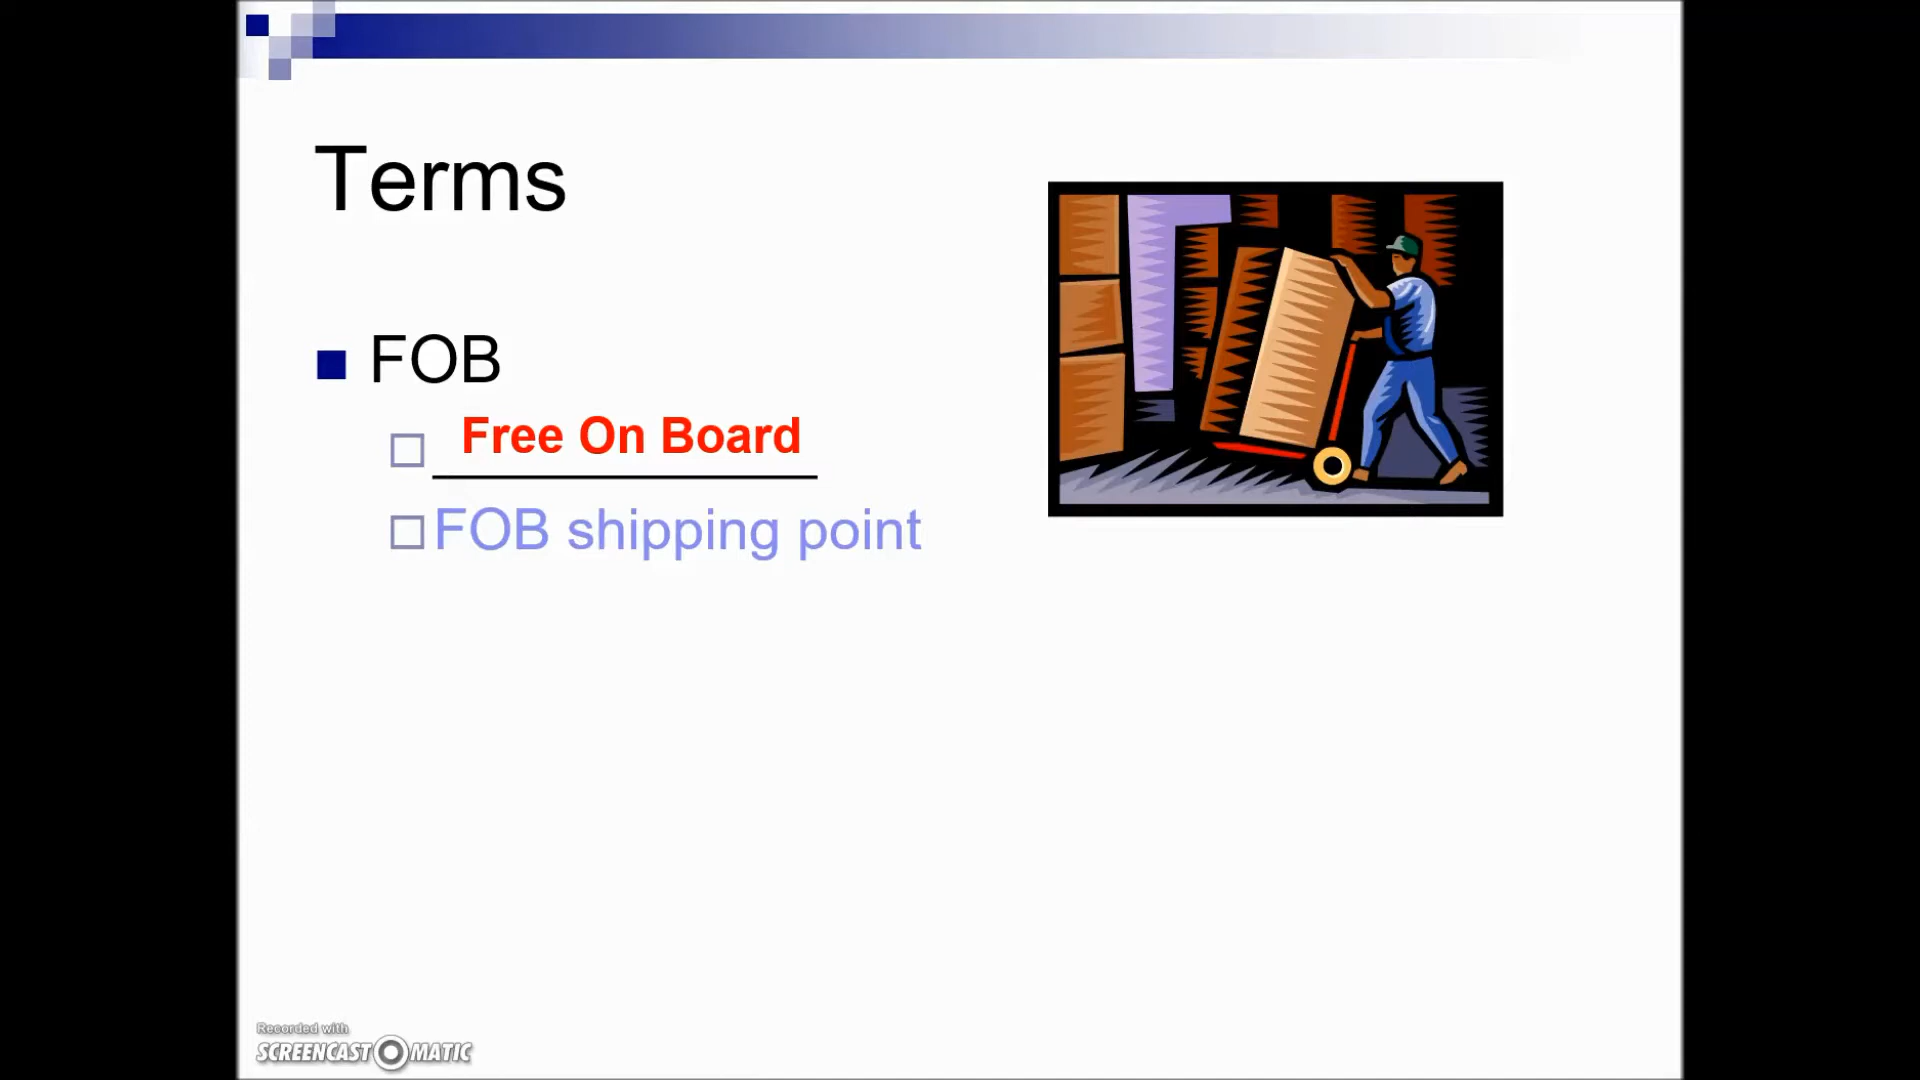 Terms
FOB
Free On Board
FOB shipping point
Recorded with
SCREENCAST MATIC